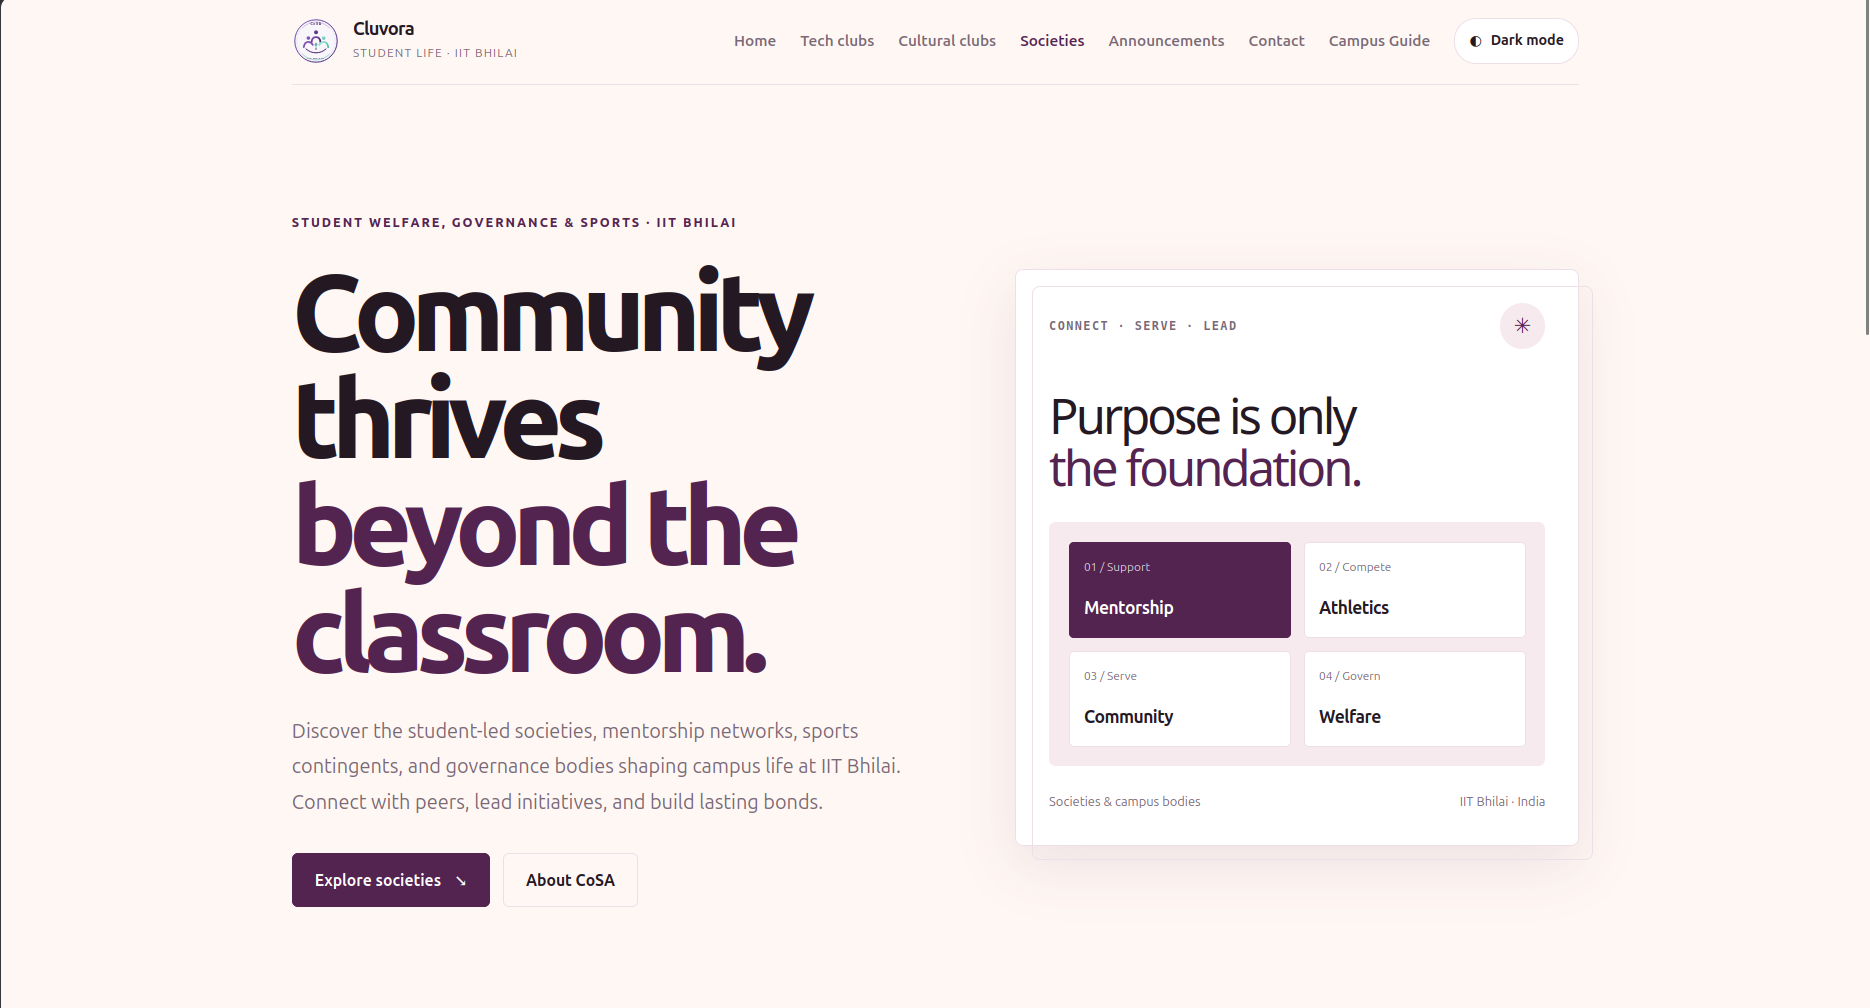 Cluvora
STUDENT LIFE · IIT BHILAI
Home
Tech clubs
Cultural clubs
Societies
Announcements
Contact
Campus Guide
Dark mode
STUDENT WELFARE, GOVERNANCE & SPORTS · IIT BHILAI
Community
thrives
beyond the
classroom.
Discover the student-led societies, mentorship networks, sports
contingents, and governance bodies shaping campus life at IIT Bhilai.
Connect with peers, lead initiatives, and build lasting bonds.
Explore societies ↘
About CoSA
CONNECT · SERVE · LEAD
Purpose is only
the foundation.
01 / Support
Mentorship
02 / Compete
Athletics
03 / Serve
Community
04 / Govern
Welfare
Societies & campus bodies
IIT Bhilai · India